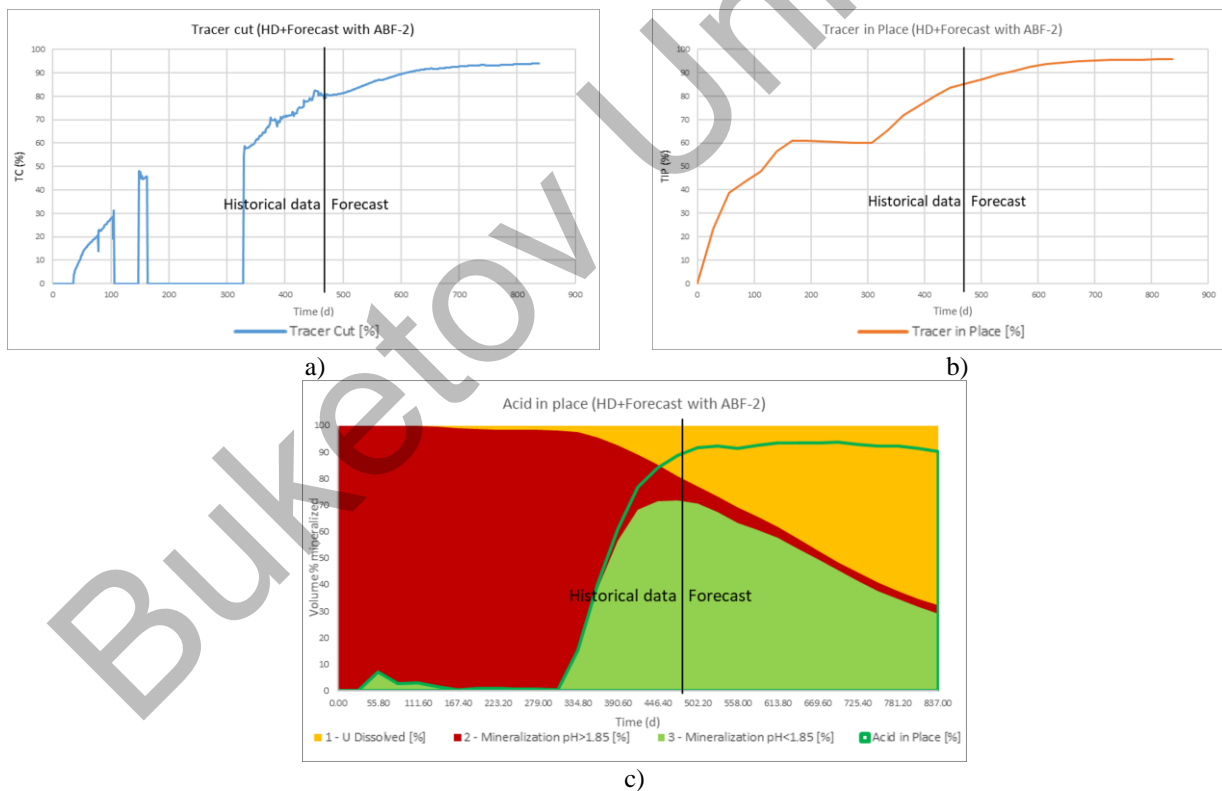 Tracer cut (HD+Forecast with ABF-2)
100
90
80
70
60
50
40
30
20
10
0
TC (%)
Historical data Forecast
0 100 200 300 400 500 600 700 800 900
Time (d)
Tracer Cut [%]
a)
Tracer in Place (HD+Forecast with ABF-2)
100
90
80
70
60
50
40
30
20
10
0
TIP (%)
Historical data Forecast
0 100 200 300 400 500 600 700 800 900
Time (d)
Tracer in Place [%]
b)
Acid in place (HD+Forecast with ABF-2)
100
90
80
70
60
50
40
30
20
10
0
Volume % mineralized
Historical data Forecast
0.00 55.80 111.60 167.40 223.20 279.00 334.80 390.60 446.40 502.20 558.00 613.80 669.60 725.40 781.20 837.00
Time (d)
1 - U Dissolved [%] 2 - Mineralization pH>1.85 [%] 3 - Mineralization pH<1.85 [%] Acid in Place [%]
c)
Buketov